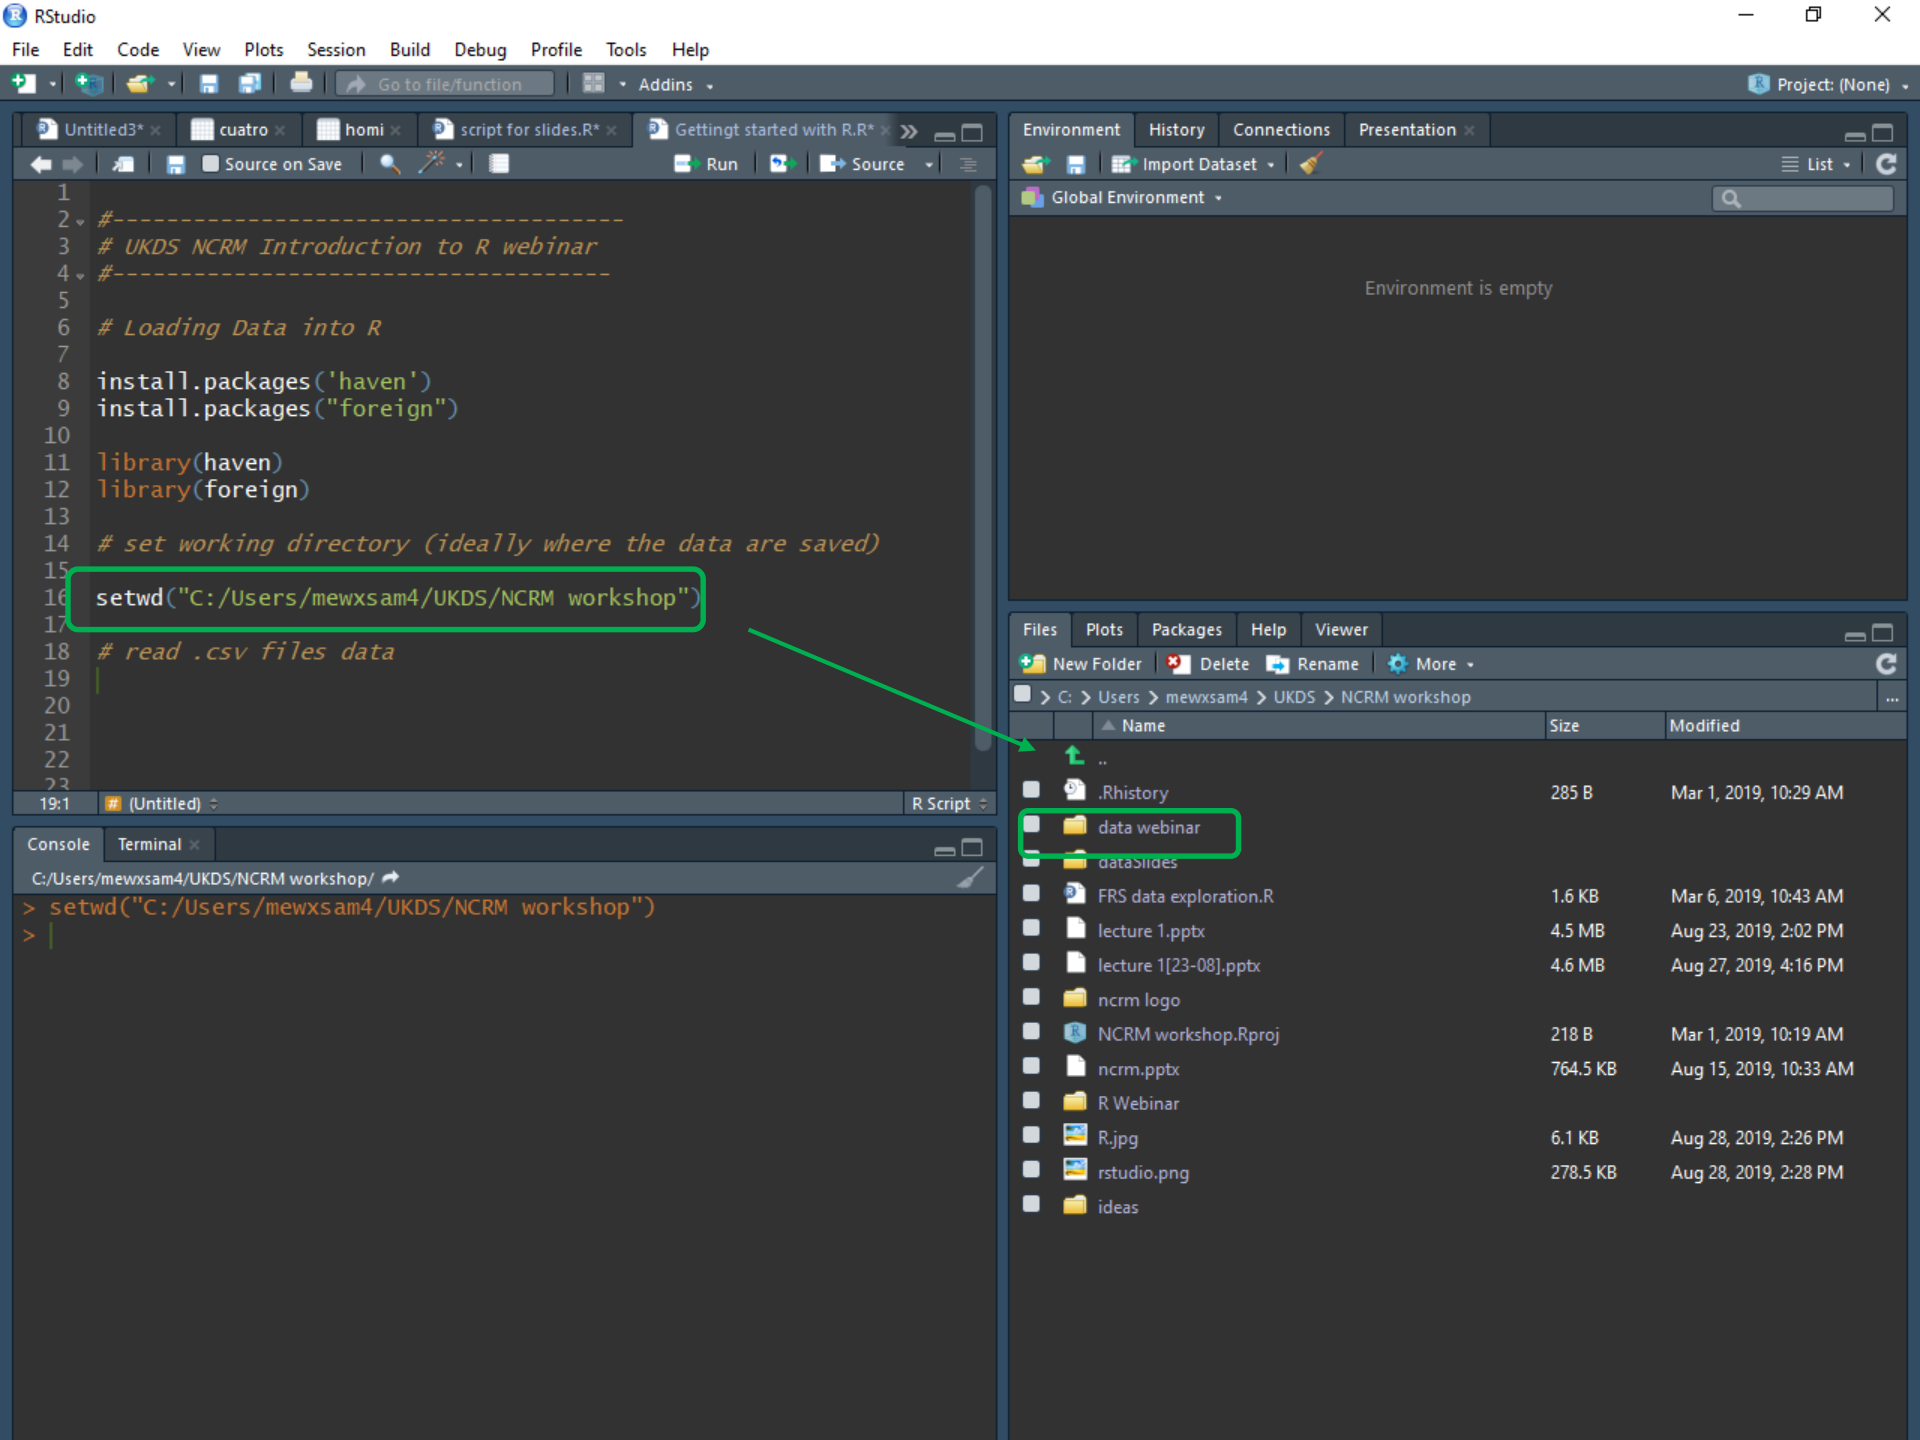 RStudio
File Edit Code View Plots Session Build Debug Profile Tools Help
Go to file/function Addins Project: (None)
Untitled3* cuatro homi script for slides.R* Gettingt started with R.R*
Source on Save Run Source
1
2 #--------------------------------------
3 # UKDS NCRM Introduction to R webinar
4 #-------------------------------------
5
6 # Loading Data into R
7
8 install.packages('haven')
9 install.packages("foreign")
10
11 library(haven)
12 library(foreign)
13
14 # set working directory (ideally where the data are saved)
15
16 setwd("C:/Users/mewxsam4/UKDS/NCRM workshop")
17
18 # read .csv files data
19
20
21
22
23
19:1 # (Untitled) R Script
Console Terminal
C:/Users/mewxsam4/UKDS/NCRM workshop/
> setwd("C:/Users/mewxsam4/UKDS/NCRM workshop")
>
Environment History Connections Presentation
Import Dataset List
Global Environment
Environment is empty
Files Plots Packages Help Viewer
New Folder Delete Rename More
C: Users mewxsam4 UKDS NCRM workshop ...
Name Size Modified
..
.Rhistory 285 B Mar 1, 2019, 10:29 AM
data webinar
dataSlides
FRS data exploration.R 1.6 KB Mar 6, 2019, 10:43 AM
lecture 1.pptx 4.5 MB Aug 23, 2019, 2:02 PM
lecture 1[23-08].pptx 4.6 MB Aug 27, 2019, 4:16 PM
ncrm logo
NCRM workshop.Rproj 218 B Mar 1, 2019, 10:19 AM
ncrm.pptx 764.5 KB Aug 15, 2019, 10:33 AM
R Webinar
R.jpg 6.1 KB Aug 28, 2019, 2:26 PM
rstudio.png 278.5 KB Aug 28, 2019, 2:28 PM
ideas